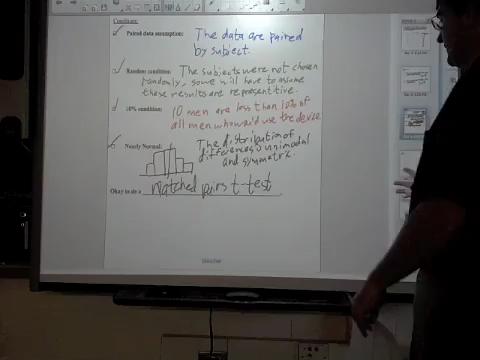 Conditions:
Paired data assumption: The data are paired
by subject.
Random condition: The subjects were not chosen
randomly, so we will have to assume
these results are representitive.
10% condition: 10 men are less than 10% of
all men who would use the device
Nearly Normal: The distribution of
differences is unimodal
and symmetric.
Okay to do a matched pairs t-test